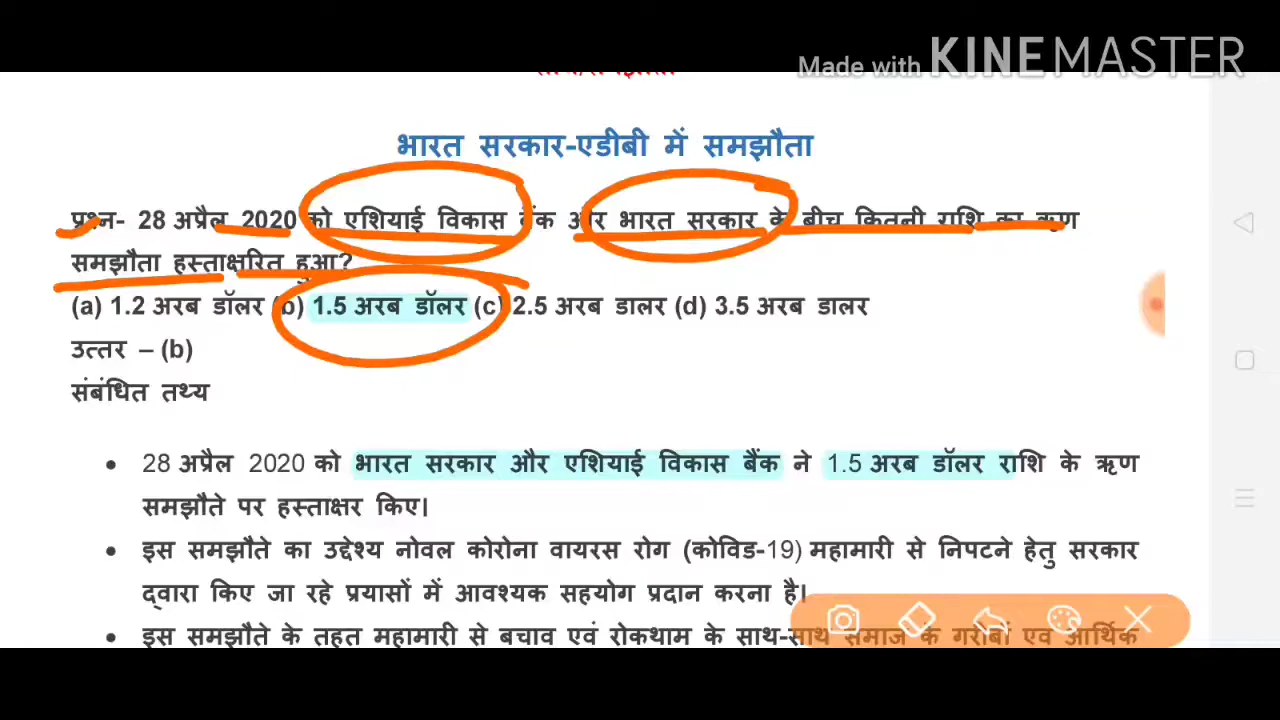 Made with KINEMASTER
भारत सरकार-एडीबी में समझौता
प्रश्न- 28 अप्रैल 2020 को एशियाई विकास बैंक और भारत सरकार के बीच कितनी राशि का ऋण
समझौता हस्ताक्षरित हुआ?
(a) 1.2 अरब डॉलर (b) 1.5 अरब डॉलर (c) 2.5 अरब डालर (d) 3.5 अरब डालर
उत्तर – (b)
संबंधित तथ्य
• 28 अप्रैल 2020 को भारत सरकार और एशियाई विकास बैंक ने 1.5 अरब डॉलर राशि के ऋण
समझौते पर हस्ताक्षर किए।
• इस समझौते का उद्देश्य नोवल कोरोना वायरस रोग (कोविड-19) महामारी से निपटने हेतु सरकार
द्वारा किए जा रहे प्रयासों में आवश्यक सहयोग प्रदान करना है।
• इस समझौते के तहत महामारी से बचाव एवं रोकथाम के साथ-साथ समाज के गरीबों एवं आर्थिक